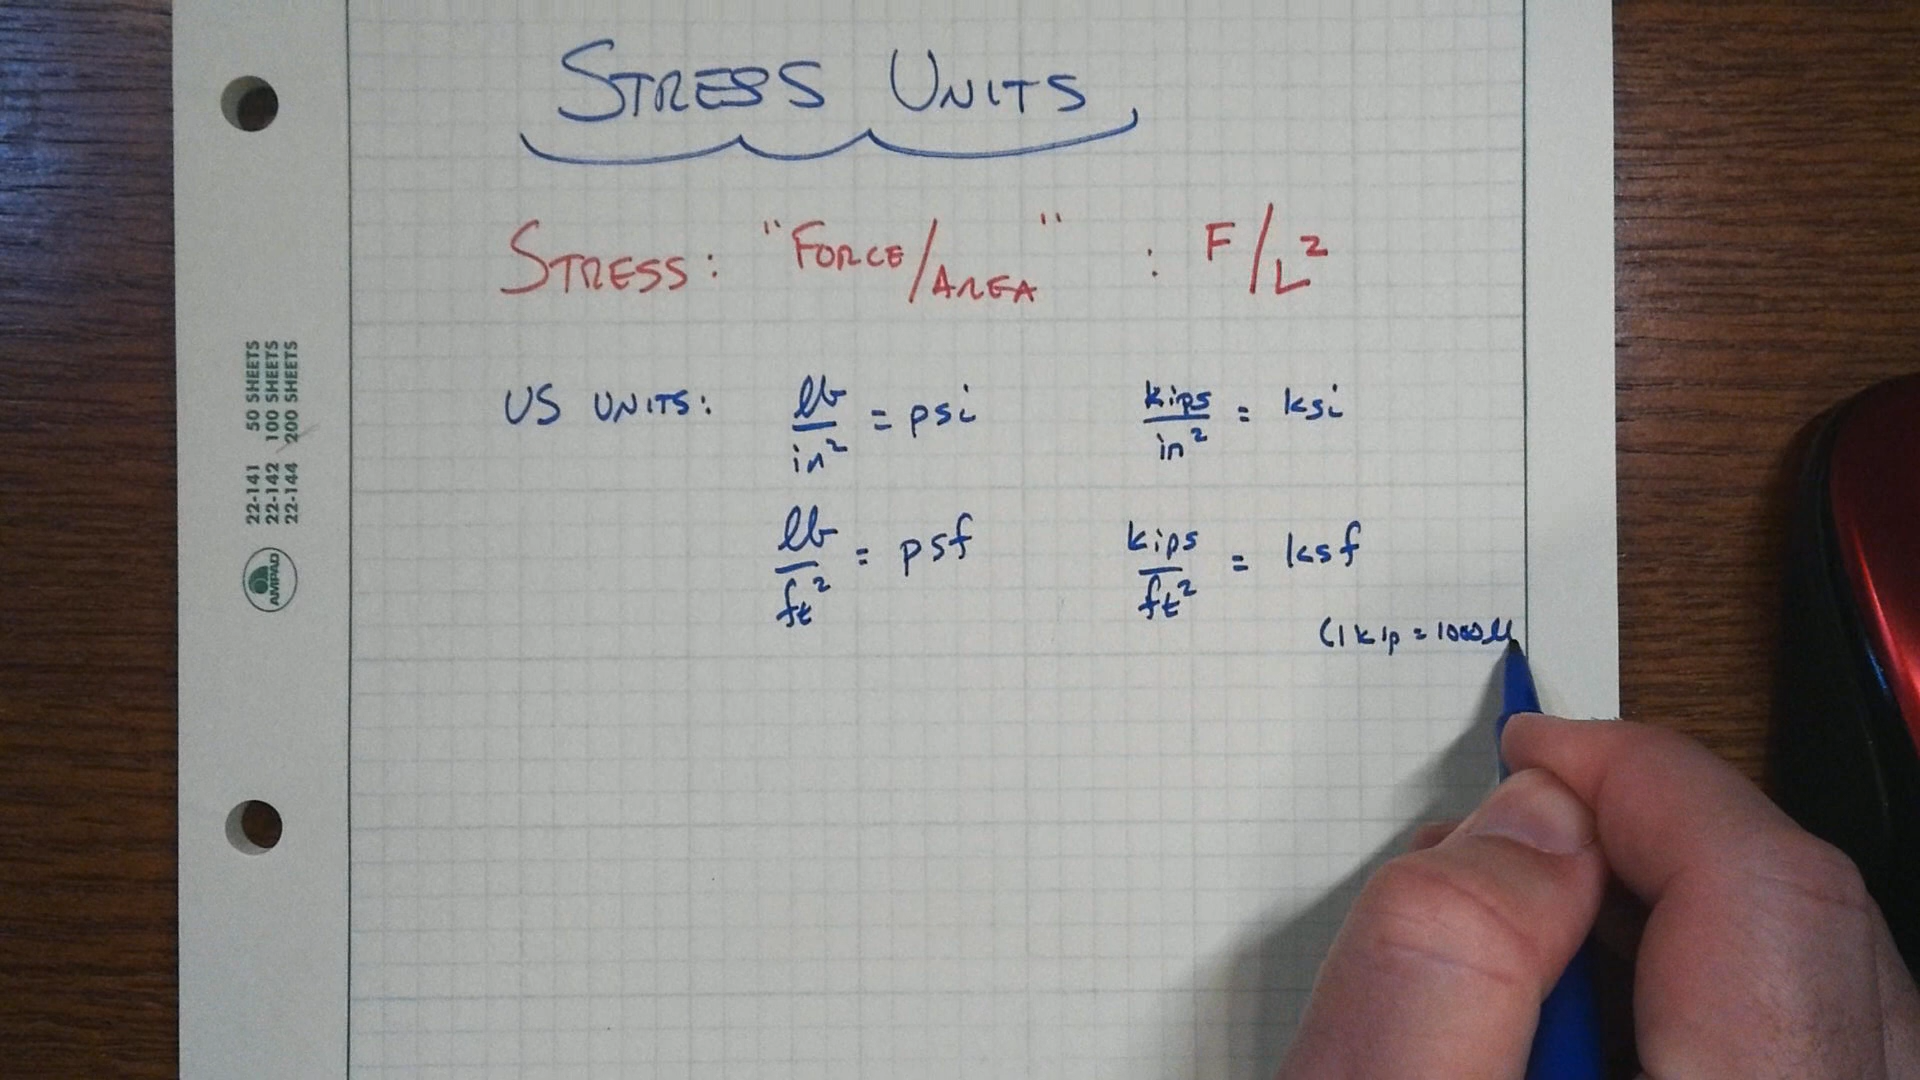 STRESS UNITS
STRESS: "FORCE/AREA" : F/L²
US UNITS: lb/in² = psi kips/in² = ksi
lb/ft² = psf kips/ft² = ksf
(1 kip = 1000 lb
22-141 50 SHEETS
22-142 100 SHEETS
22-144 200 SHEETS
AMPAD